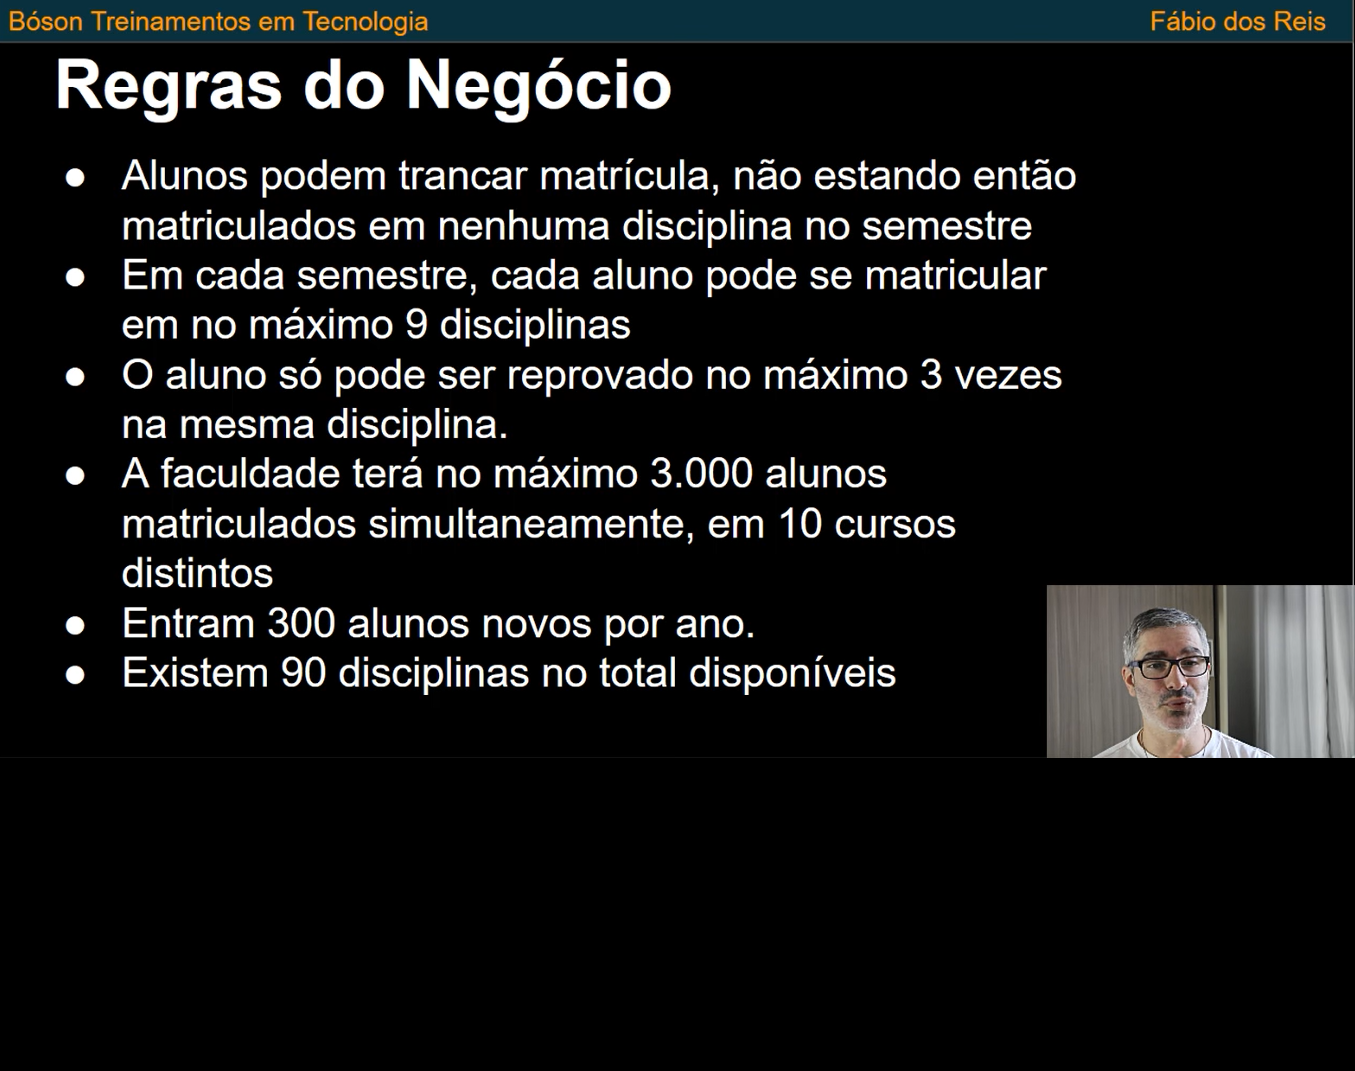 Bóson Treinamentos em Tecnologia
Fábio dos Reis
Regras do Negócio
● Alunos podem trancar matrícula, não estando então
matriculados em nenhuma disciplina no semestre
● Em cada semestre, cada aluno pode se matricular
em no máximo 9 disciplinas
● O aluno só pode ser reprovado no máximo 3 vezes
na mesma disciplina.
● A faculdade terá no máximo 3.000 alunos
matriculados simultaneamente, em 10 cursos
distintos
● Entram 300 alunos novos por ano.
● Existem 90 disciplinas no total disponíveis